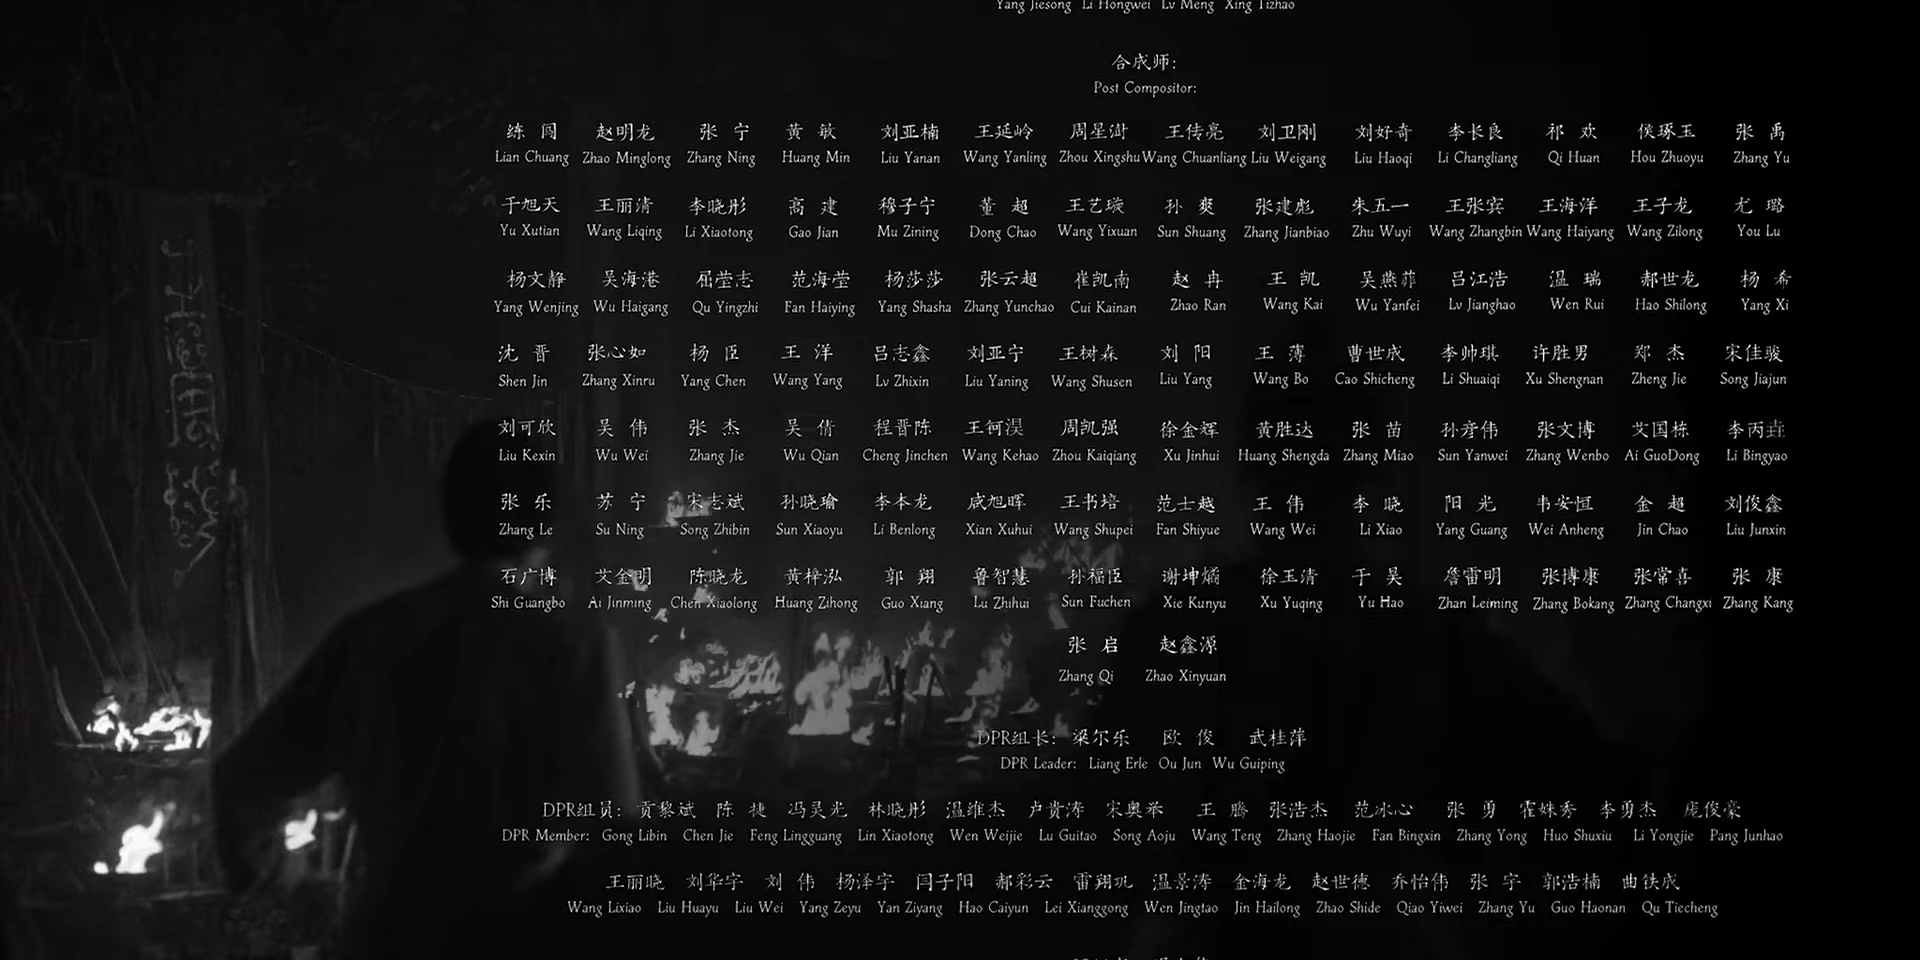 Yang Jiesong Li Hongwei Lv Meng Xing Tizhao
合成师:
Post Compositor:
练 闯 赵明龙 张 宁 黄 敏 刘亚楠 王延岭 周星澍 王传亮 刘卫刚 刘好奇 李长良 祁 欢 侯琢玉 张 禹
Lian Chuang Zhao Minglong Zhang Ning Huang Min Liu Yanan Wang Yanling Zhou Xingshu Wang Chuanliang Liu Weigang Liu Haoqi Li Changliang Qi Huan Hou Zhuoyu Zhang Yu
于旭天 王丽清 李晓彤 高 建 穆子宁 董 超 王艺璇 孙 爽 张建彪 朱五一 王张宾 王海洋 王子龙 尤 璐
Yu Xutian Wang Liqing Li Xiaotong Gao Jian Mu Zining Dong Chao Wang Yixuan Sun Shuang Zhang Jianbiao Zhu Wuyi Wang Zhangbin Wang Haiyang Wang Zilong You Lu
杨文静 吴海港 屈莹志 范海莹 杨莎莎 张云超 崔凯南 赵 冉 王 凯 吴燕菲 吕江浩 温 瑞 郝世龙 杨 希
Yang Wenjing Wu Haigang Qu Yingzhi Fan Haiying Yang Shasha Zhang Yunchao Cui Kainan Zhao Ran Wang Kai Wu Yanfei Lv Jianghao Wen Rui Hao Shilong Yang Xi
沈 晋 张心如 杨 臣 王 洋 吕志鑫 刘亚宁 王树森 刘 阳 王 薄 曹世成 李帅琪 许胜男 郑 杰 宋佳骏
Shen Jin Zhang Xinru Yang Chen Wang Yang Lv Zhixin Liu Yaning Wang Shusen Liu Yang Wang Bo Cao Shicheng Li Shuaiqi Xu Shengnan Zheng Jie Song Jiajun
刘可欣 吴 伟 张 杰 吴 倩 程晋陈 周凯强 徐金辉 黄胜达 张 苗 孙彦伟 张文博 艾国栋 李丙垚
Liu Kexin Wu Wei Zhang Jie Wu Qian Cheng Jinchen Wang Kehao Zhou Kaiqiang Xu Jinhui Huang Shengda Zhang Miao Sun Yanwei Zhang Wenbo Ai GuoDong Li Bingyao
张 乐 苏 宁 宋志斌 孙晓瑜 李本龙 咸旭晖 王书培 范士越 王 伟 李 晓 阳 光 韦安恒 金 超 刘俊鑫
Zhang Le Su Ning Song Zhibin Sun Xiaoyu Li Benlong Xian Xuhui Wang Shupei Fan Shiyue Wang Wei Li Xiao Yang Guang Wei Anheng Jin Chao Liu Junxin
石广博 艾金明 陈晓龙 黄梓泓 郭 翔 鲁智慧 孙福臣 徐玉清 于 昊 詹雷明 张博康 张常喜 张 康
Shi Guangbo Ai Jinming Chen Xiaolong Huang Zihong Guo Xiang Lu Zhihui Sun Fuchen Xie Kunyu Xu Yuqing Yu Hao Zhan Leiming Zhang Bokang Zhang Changxi Zhang Kang
张 启 赵鑫源
Zhang Qi Zhao Xinyuan
DPR组长: 梁尔乐 欧 俊 武桂萍
DPR Leader: Liang Erle Ou Jun Wu Guiping
DPR组员: 贡黎斌 陈 捷 冯灵光 林晓彤 温维杰 卢贵涛 宋奥举 王 腾 张浩杰 范冰心 张 勇 霍姝秀 李勇杰 庞俊豪
DPR Member: Gong Libin Chen Jie Feng Lingguang Lin Xiaotong Wen Weijie Lu Guitao Song Aoju Wang Teng Zhang Haojie Fan Bingxin Zhang Yong Huo Shuxiu Li Yongjie Pang Junhao
王丽晓 刘华宇 刘 伟 杨泽宇 闫子阳 郝彩云 雷翔巩 温景涛 金海龙 赵世德 乔怡伟 张 宇 郭浩楠 曲铁成
Wang Lixiao Liu Huayu Liu Wei Yang Zeyu Yan Ziyang Hao Caiyun Lei Xianggong Wen Jingtao Jin Hailong Zhao Shide Qiao Yiwei Zhang Yu Guo Haonan Qu Tiecheng